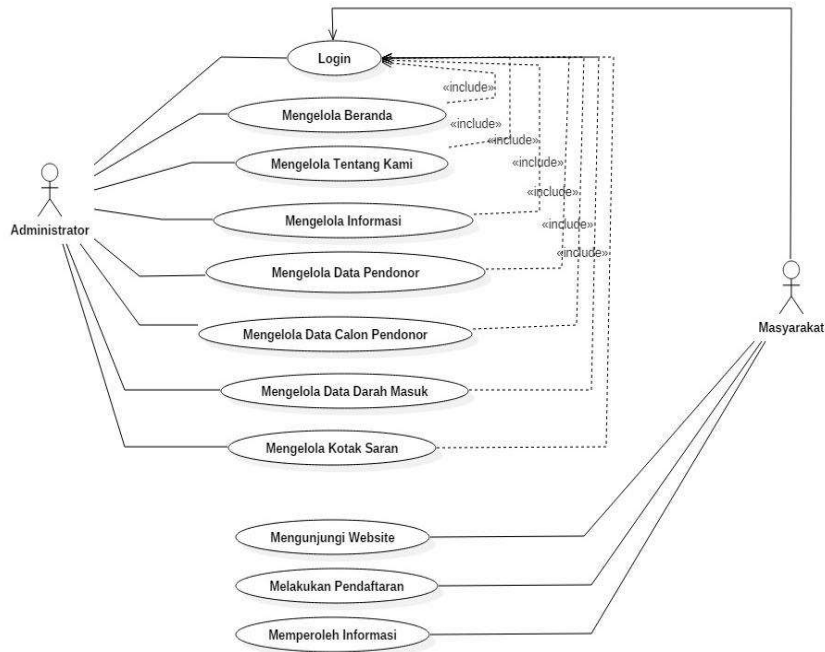 Login
«include»
Mengelola Beranda
«include»
«include»
Mengelola Tentang Kami
«include»
«include»
Mengelola Informasi
«include»
Administrator
«include»
Mengelola Data Pendonor
Masyarakat
Mengelola Data Calon Pendonor
Mengelola Data Darah Masuk
Mengelola Kotak Saran
Mengunjungi Website
Melakukan Pendaftaran
Memperoleh Informasi